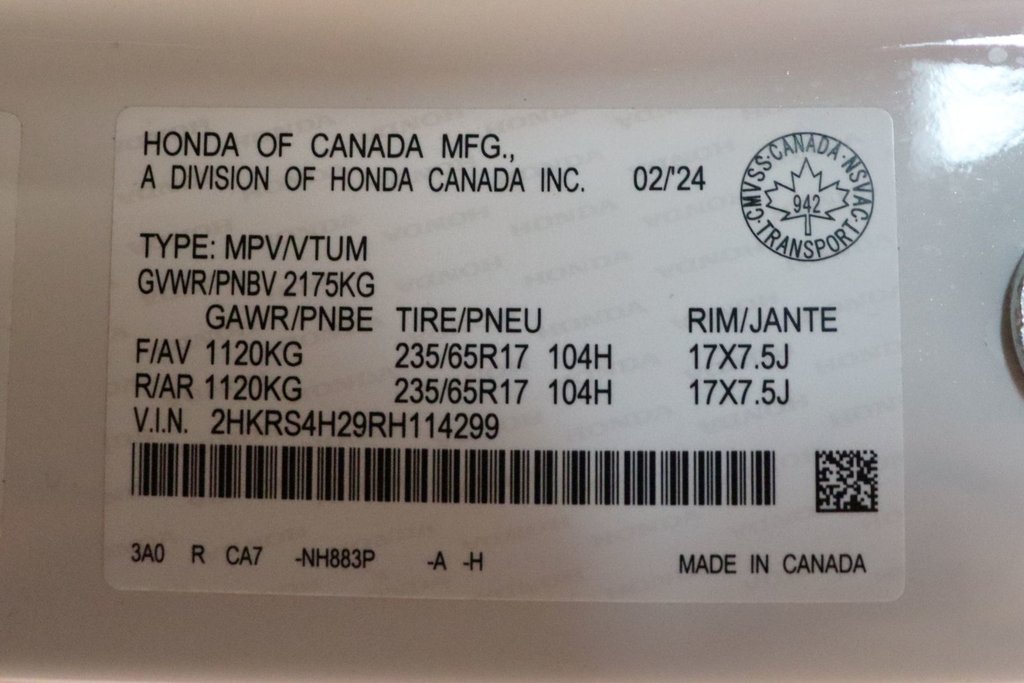 HONDA OF CANADA MFG.,
A DIVISION OF HONDA CANADA INC. 02/'24
CMVSS·CANADA·NSVAC·TRANSPORT·
942
TYPE: MPV/VTUM
GVWR/PNBV 2175KG
GAWR/PNBE TIRE/PNEU RIM/JANTE
F/AV 1120KG 235/65R17 104H 17X7.5J
R/AR 1120KG 235/65R17 104H 17X7.5J
V.I.N. 2HKRS4H29RH114299
3A0 R CA7 -NH883P -A -H MADE IN CANADA